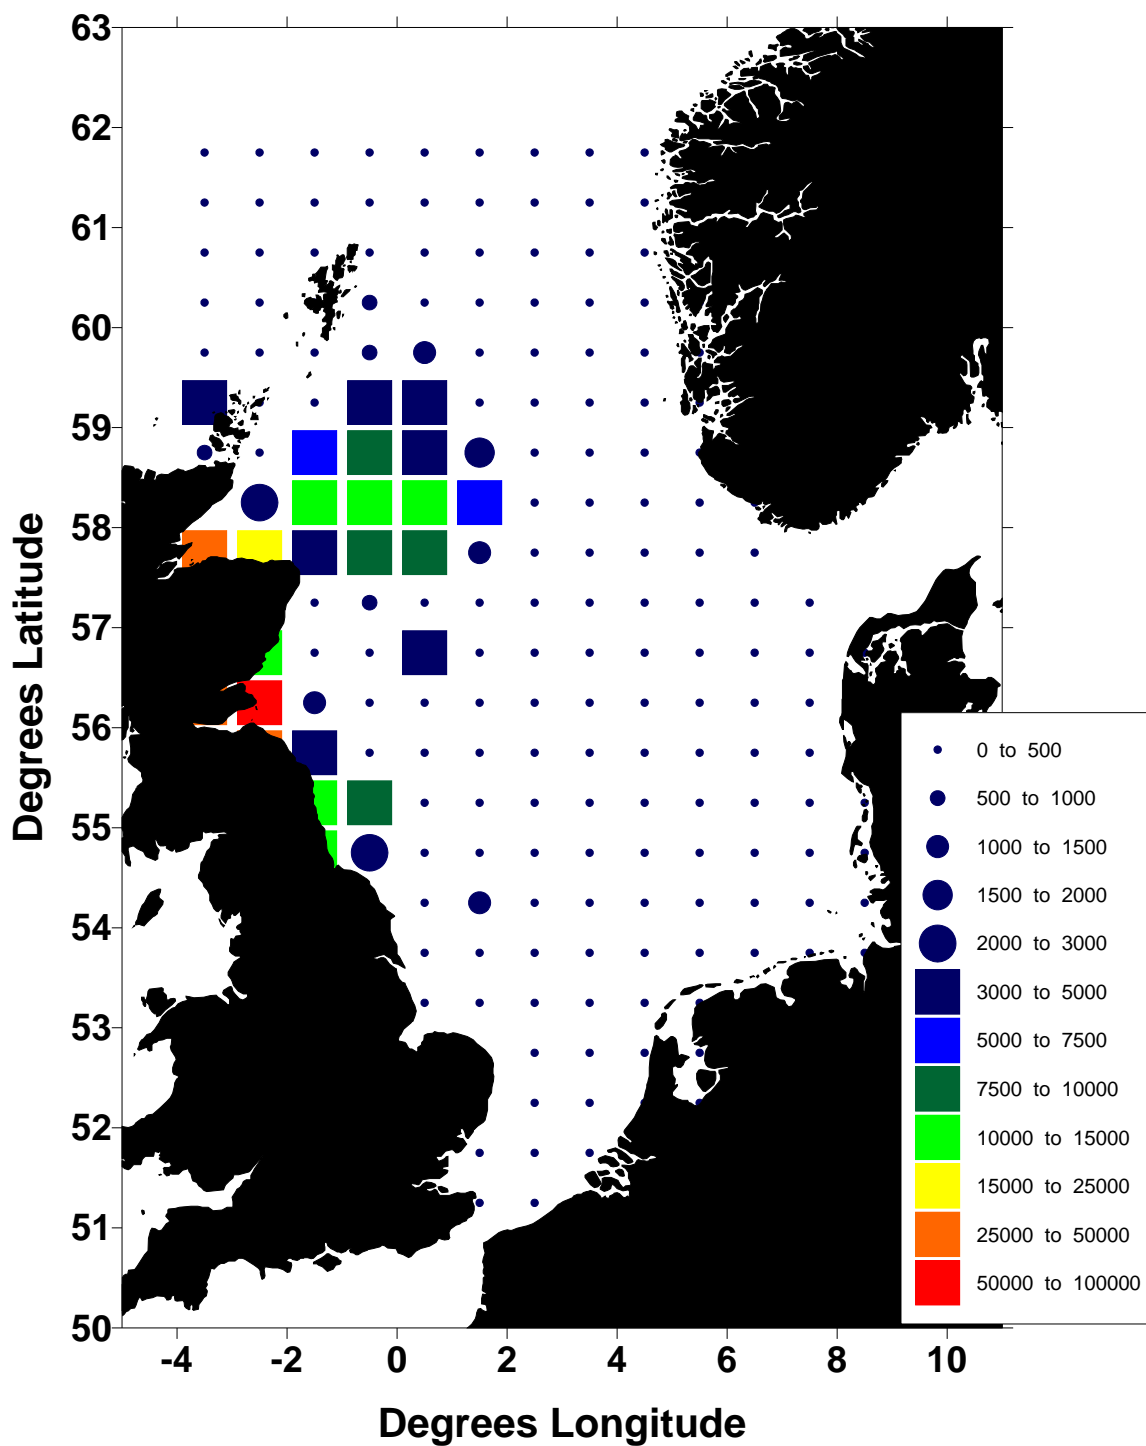 63
62
61
60
59
58
57
56
55
54
53
52
51
50
Degrees Latitude
0 to 500
500 to 1000
1000 to 1500
1500 to 2000
2000 to 3000
3000 to 5000
5000 to 7500
7500 to 10000
10000 to 15000
15000 to 25000
25000 to 50000
50000 to 100000
-4 -2 0 2 4 6 8 10
Degrees Longitude